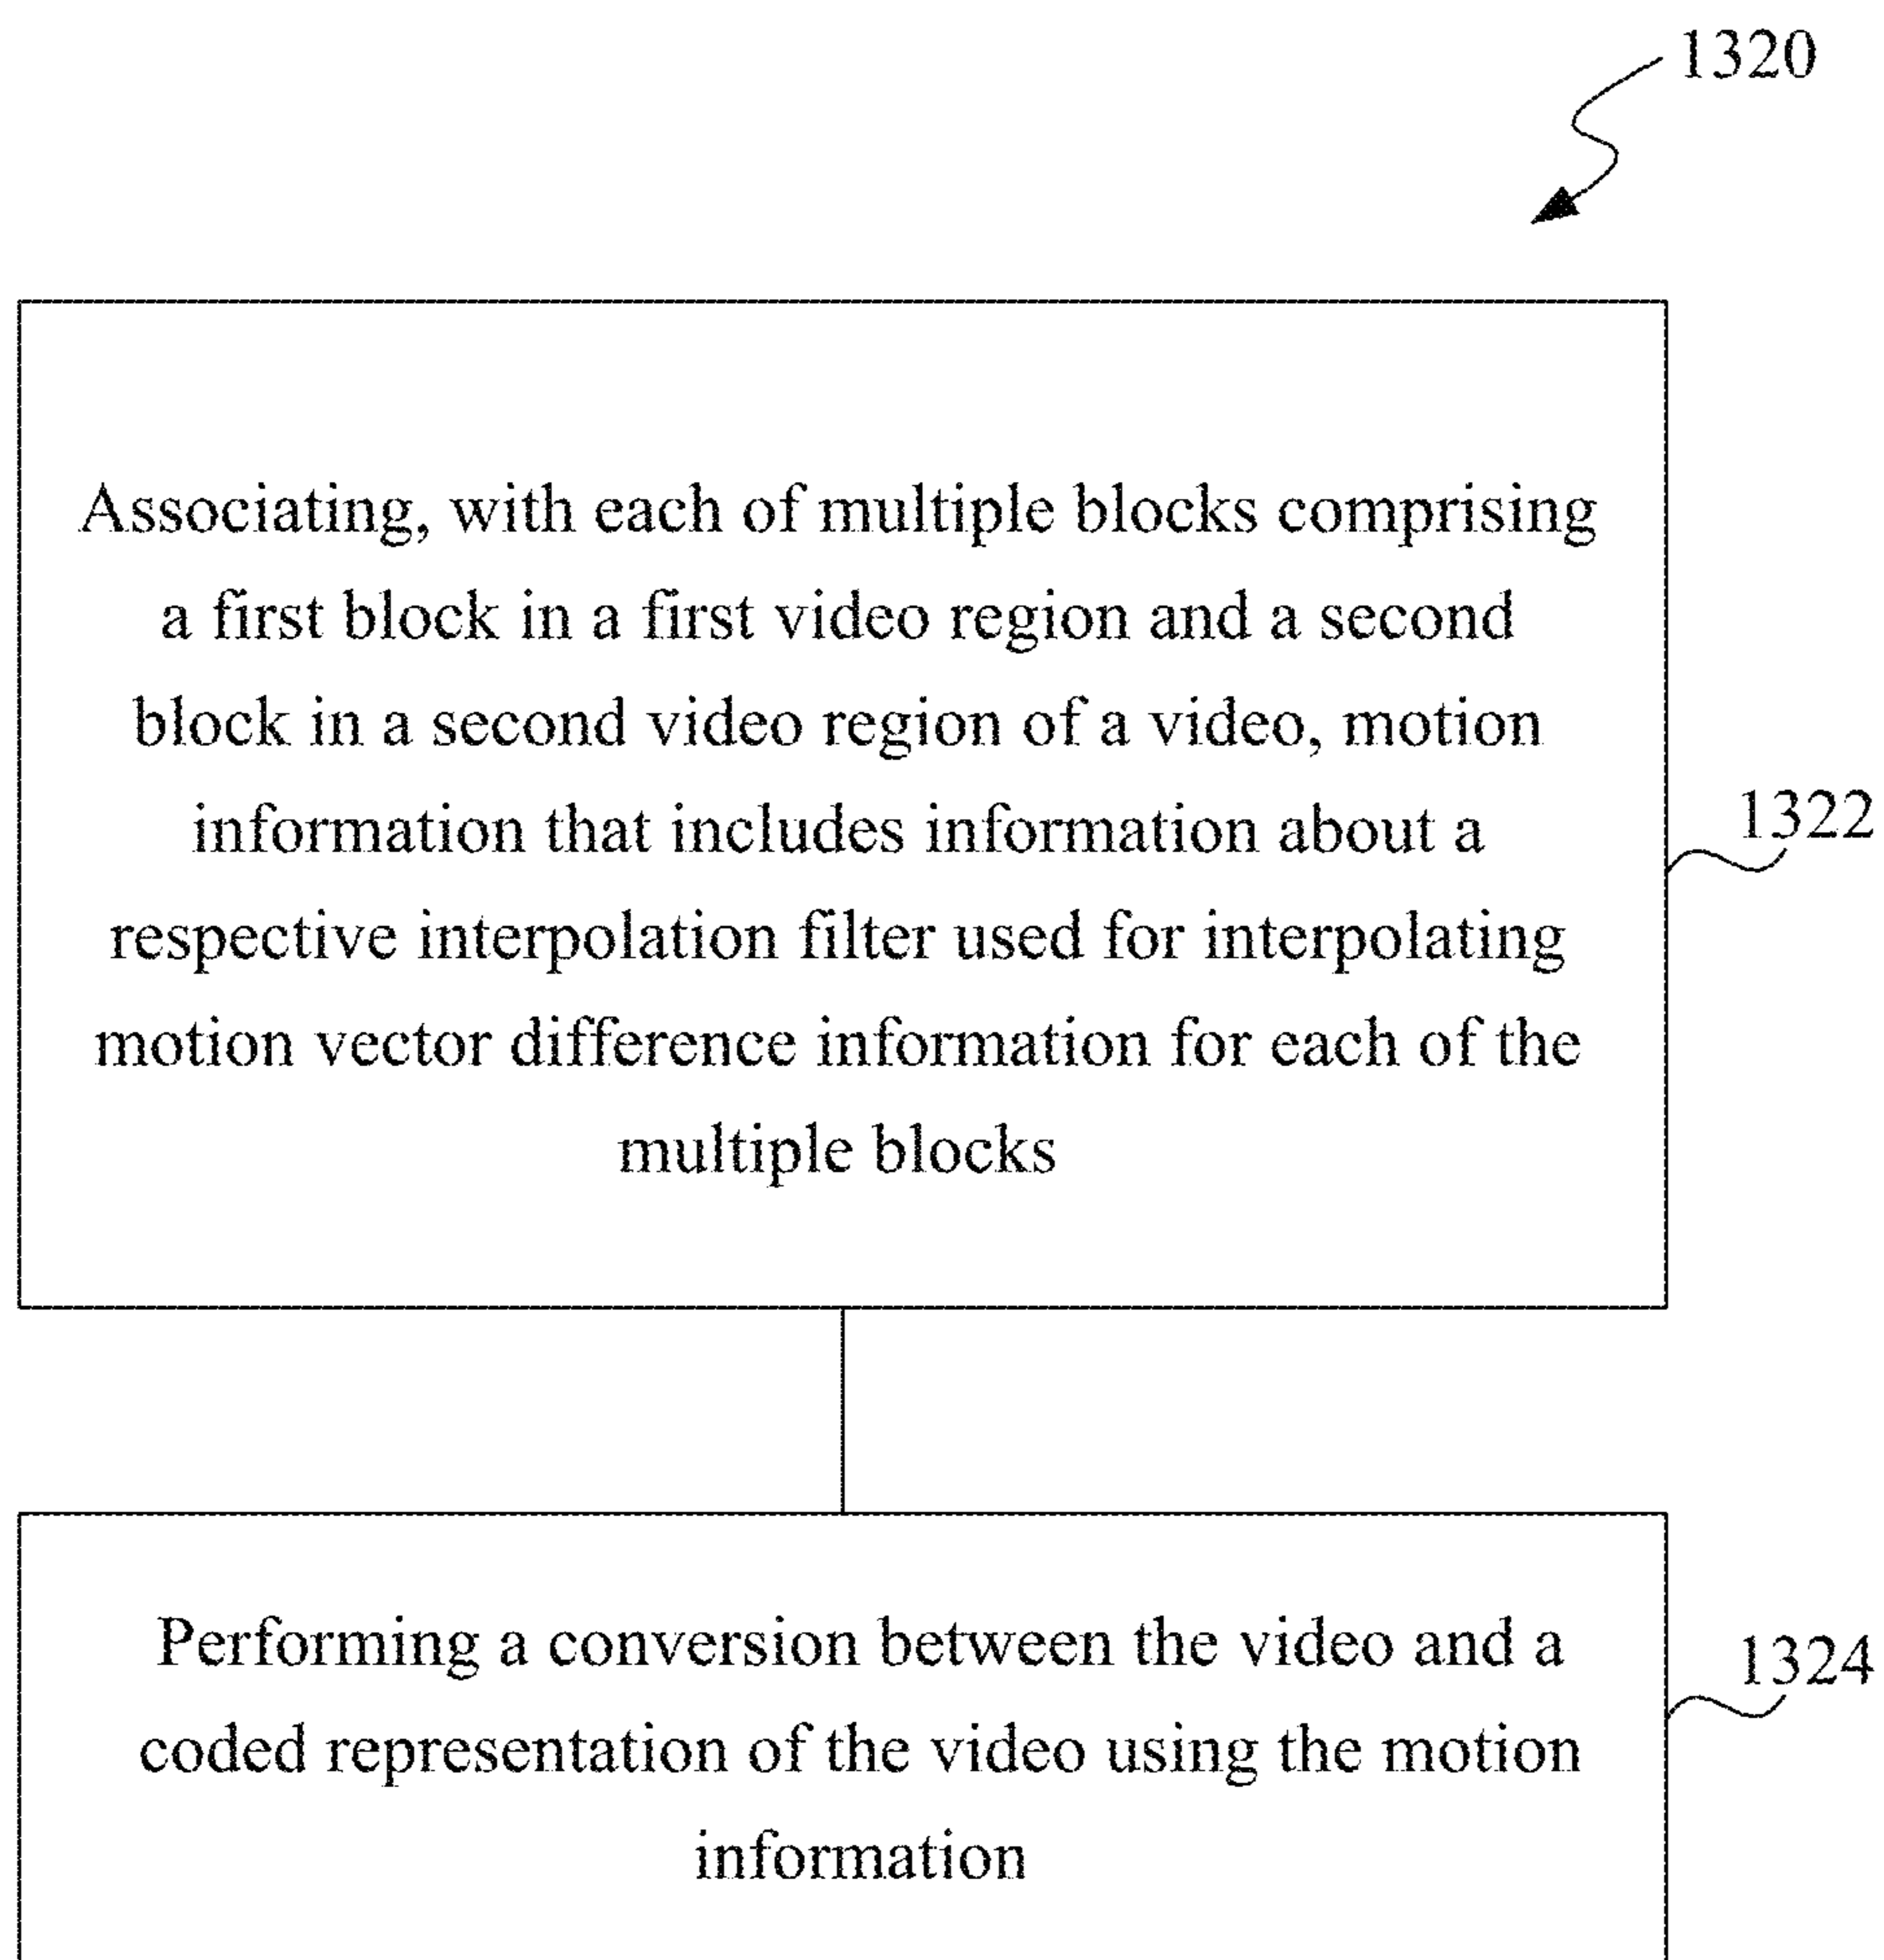 1320
Associating, with each of multiple blocks comprising
a first block in a first video region and a second
block in a second video region of a video, motion
information that includes information about a
respective interpolation filter used for interpolating
motion vector difference information for each of the
multiple blocks
1322
Performing a conversion between the video and a
coded representation of the video using the motion
information
1324